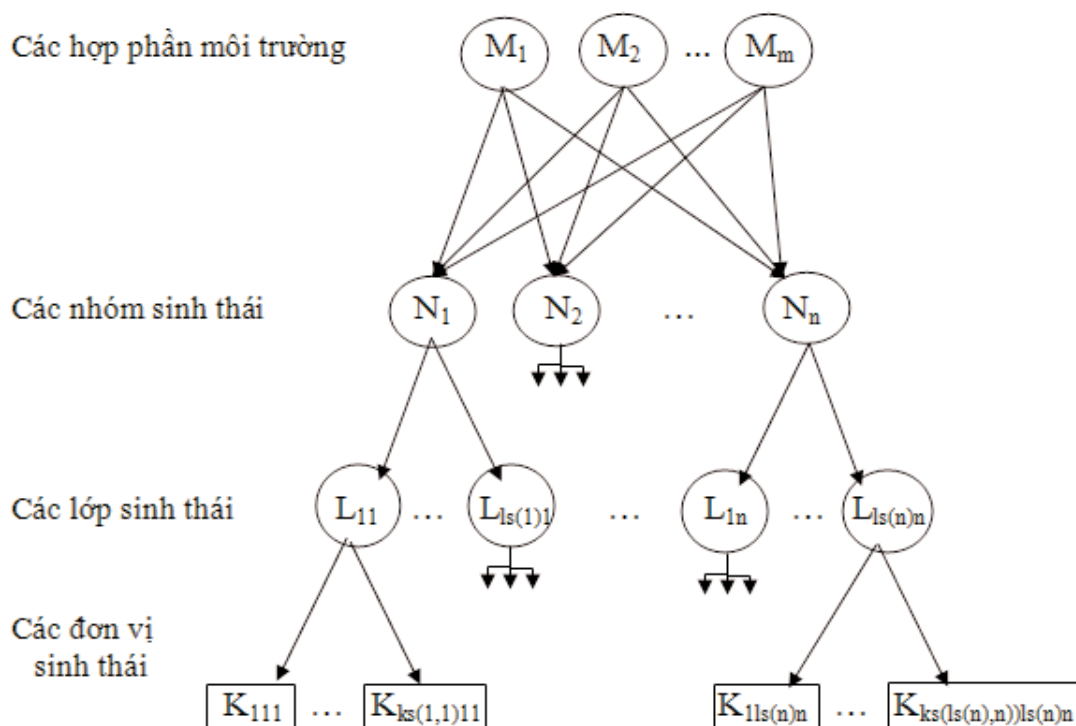 Các hợp phần môi trường M₁ M₂ ... Mₘ
Các nhóm sinh thái N₁ N₂ ... Nₙ
Các lớp sinh thái L₁₁ ... Lls(1)1 ... L1n ... Lls(n)n
Các đơn vị
sinh thái
K₁₁₁ ... Kks(1,1)11 K1ls(n)n ... Kks(ls(n),n))ls(n)n